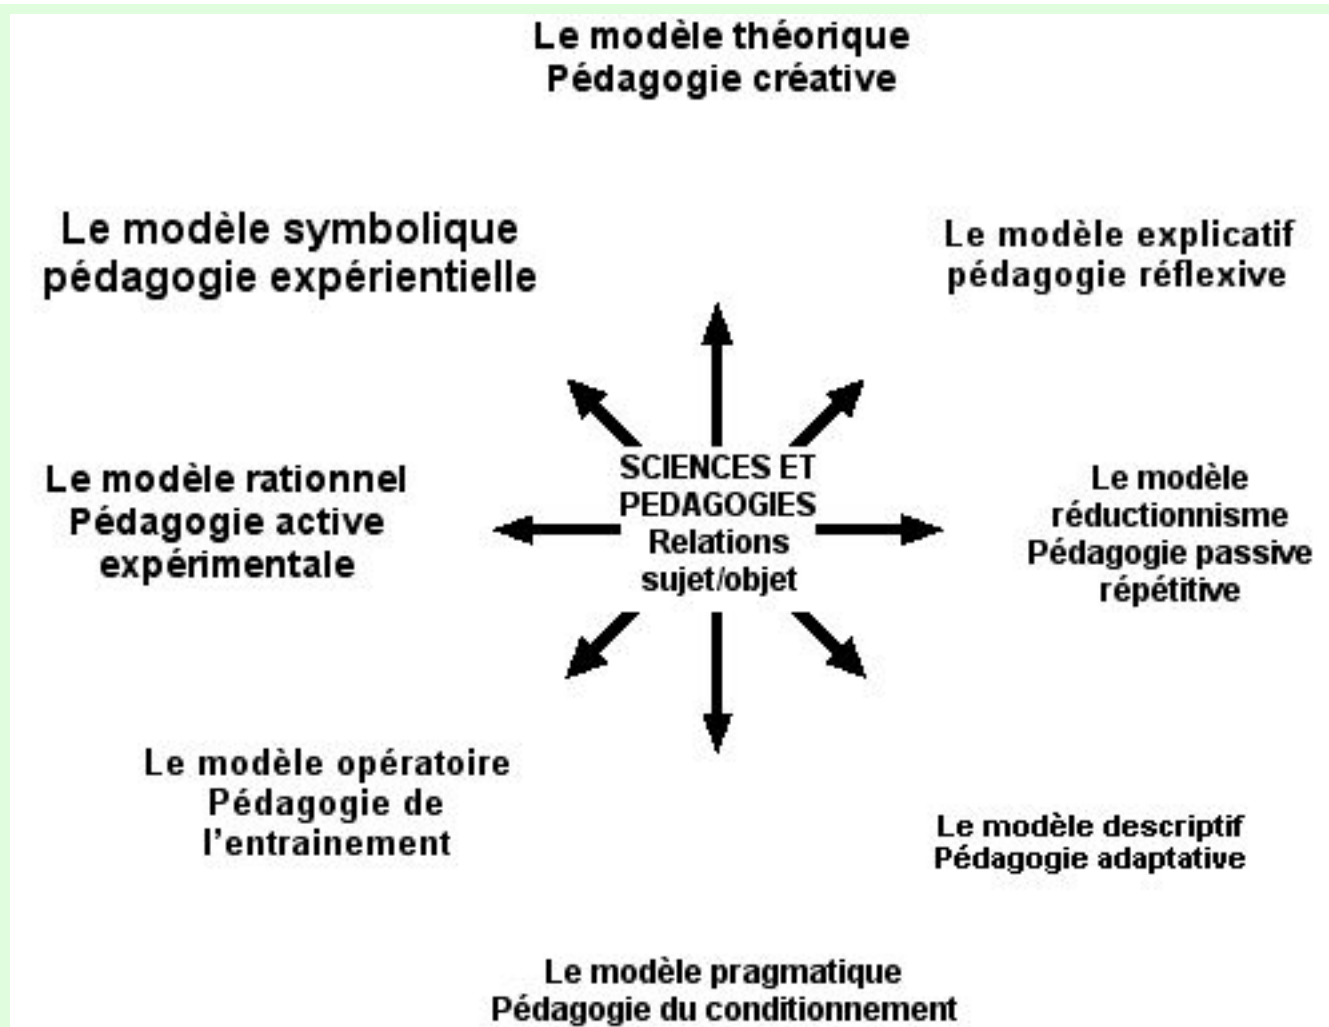 Le modèle théorique
Pédagogie créative
Le modèle symbolique
pédagogie expérientielle
Le modèle explicatif
pédagogie réflexive
SCIENCES ET
PEDAGOGIES
Relations
sujet/objet
Le modèle rationnel
Pédagogie active
expérimentale
Le modèle
réductionnisme
Pédagogie passive
répétitive
Le modèle opératoire
Pédagogie de
l'entrainement
Le modèle descriptif
Pédagogie adaptative
Le modèle pragmatique
Pédagogie du conditionnement